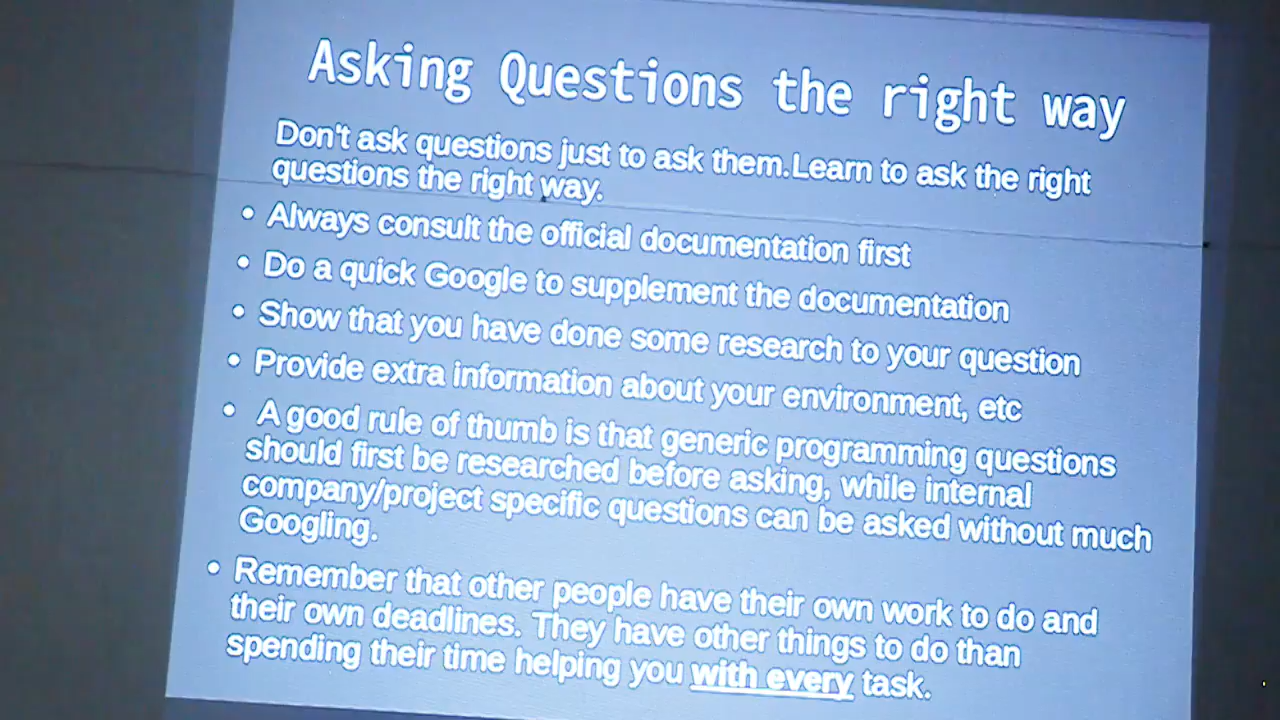 Asking Questions the right way
Don't ask questions just to ask them.Learn to ask the right
questions the right way.
• Always consult the official documentation first
• Do a quick Google to supplement the documentation
• Show that you have done some research to your question
• Provide extra information about your environment, etc
• A good rule of thumb is that generic programming questions
should first be researched before asking, while internal
company/project specific questions can be asked without much
Googling.
• Remember that other people have their own work to do and
their own deadlines. They have other things to do than
spending their time helping you with every task.